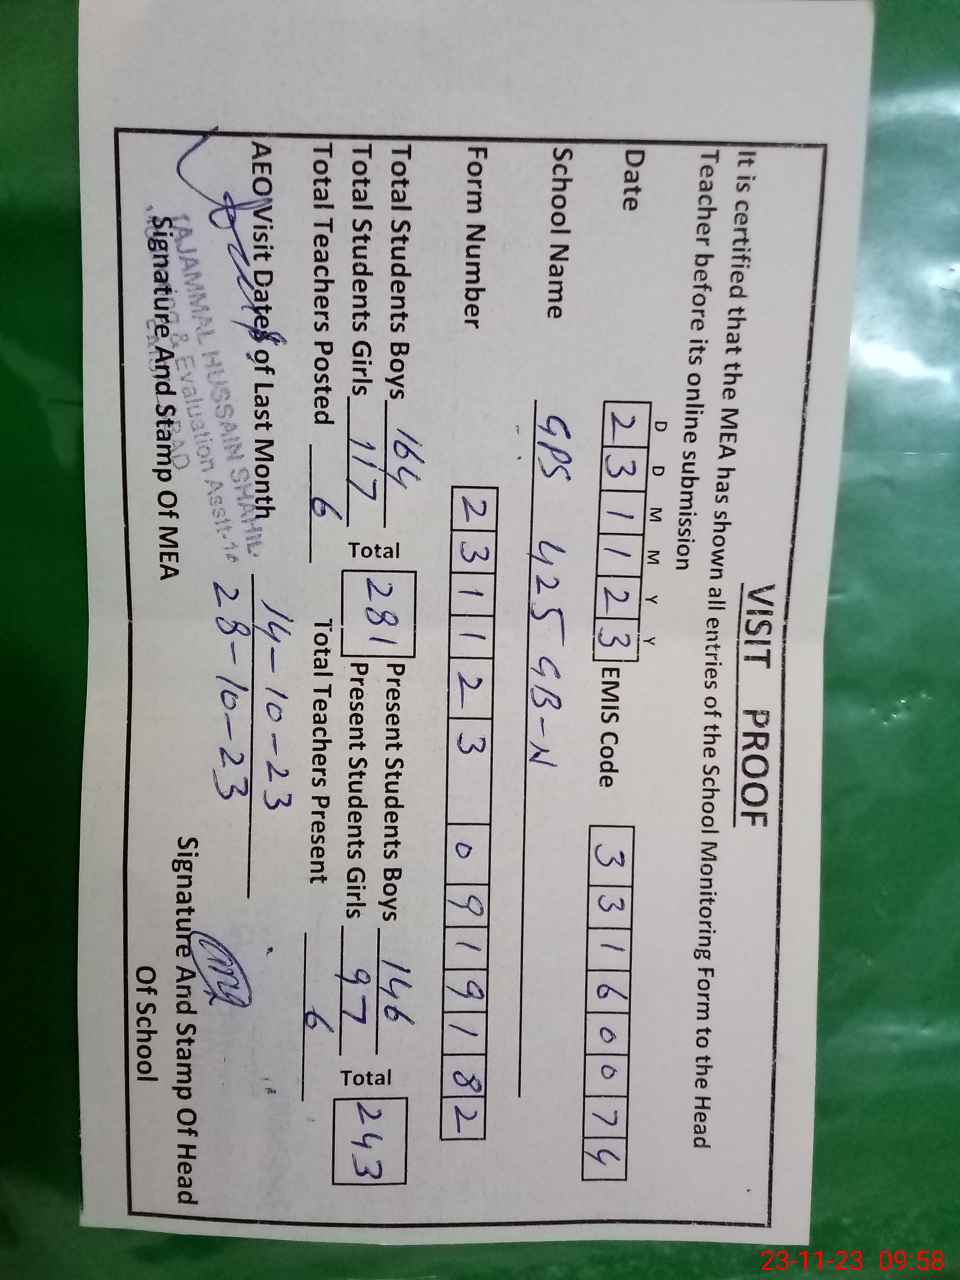 VISIT PROOF
It is certified that the MEA has shown all entries of the School Monitoring Form to the Head
Teacher before its online submission
D D M M Y Y
Date 2 3 1 1 2 3 EMIS Code 3 3 1 6 0 0 7 4
School Name GPS 425 GB-N
Form Number 2 3 1 1 2 3 0 9 1 9 1 8 2
Total Students Boys 164 Total 281 Present Students Boys 146 Total 243
Total Students Girls 117 Present Students Girls 97
Total Teachers Posted 6 Total Teachers Present 6
AEO Visit Dates of Last Month 14-10-23
28-10-23
TAJAMMAL HUSSAIN SHAHID
& Evaluation Asstt-
Signature And Stamp Of MEA
Signature And Stamp Of Head
Of School
23-11-23 09:58